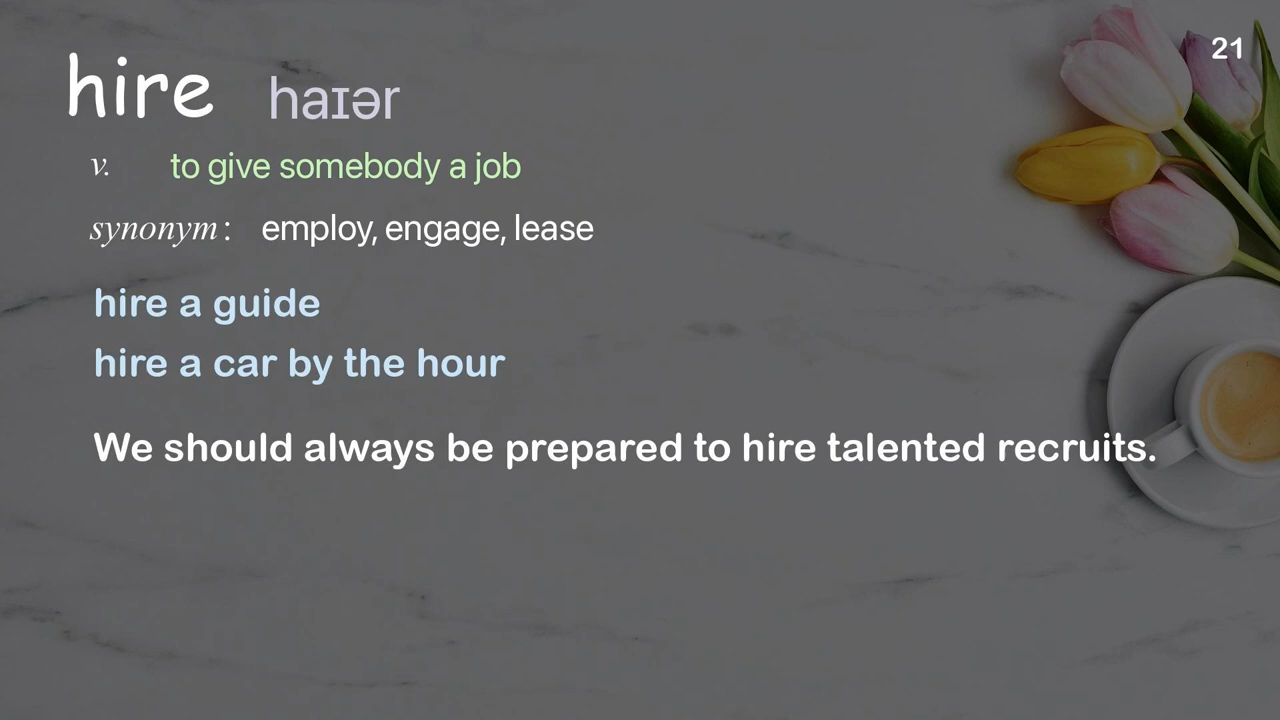 21
hire haɪər
v. to give somebody a job
synonym: employ, engage, lease
hire a guide
hire a car by the hour
We should always be prepared to hire talented recruits.